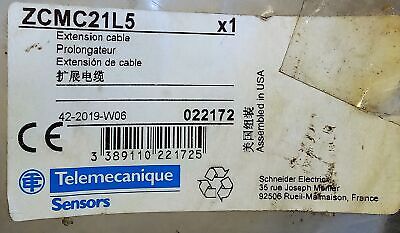 ZCMC21L5 x1
Extension cable
Prolongateur
Extensión de cable
扩展电缆
42-2019-W06 022172
CE
3 389110 221725
美国组装
Assembled in USA
Telemecanique
Sensors
Schneider Electric
35 rue Joseph Monier
92506 Rueil-Malmaison, France